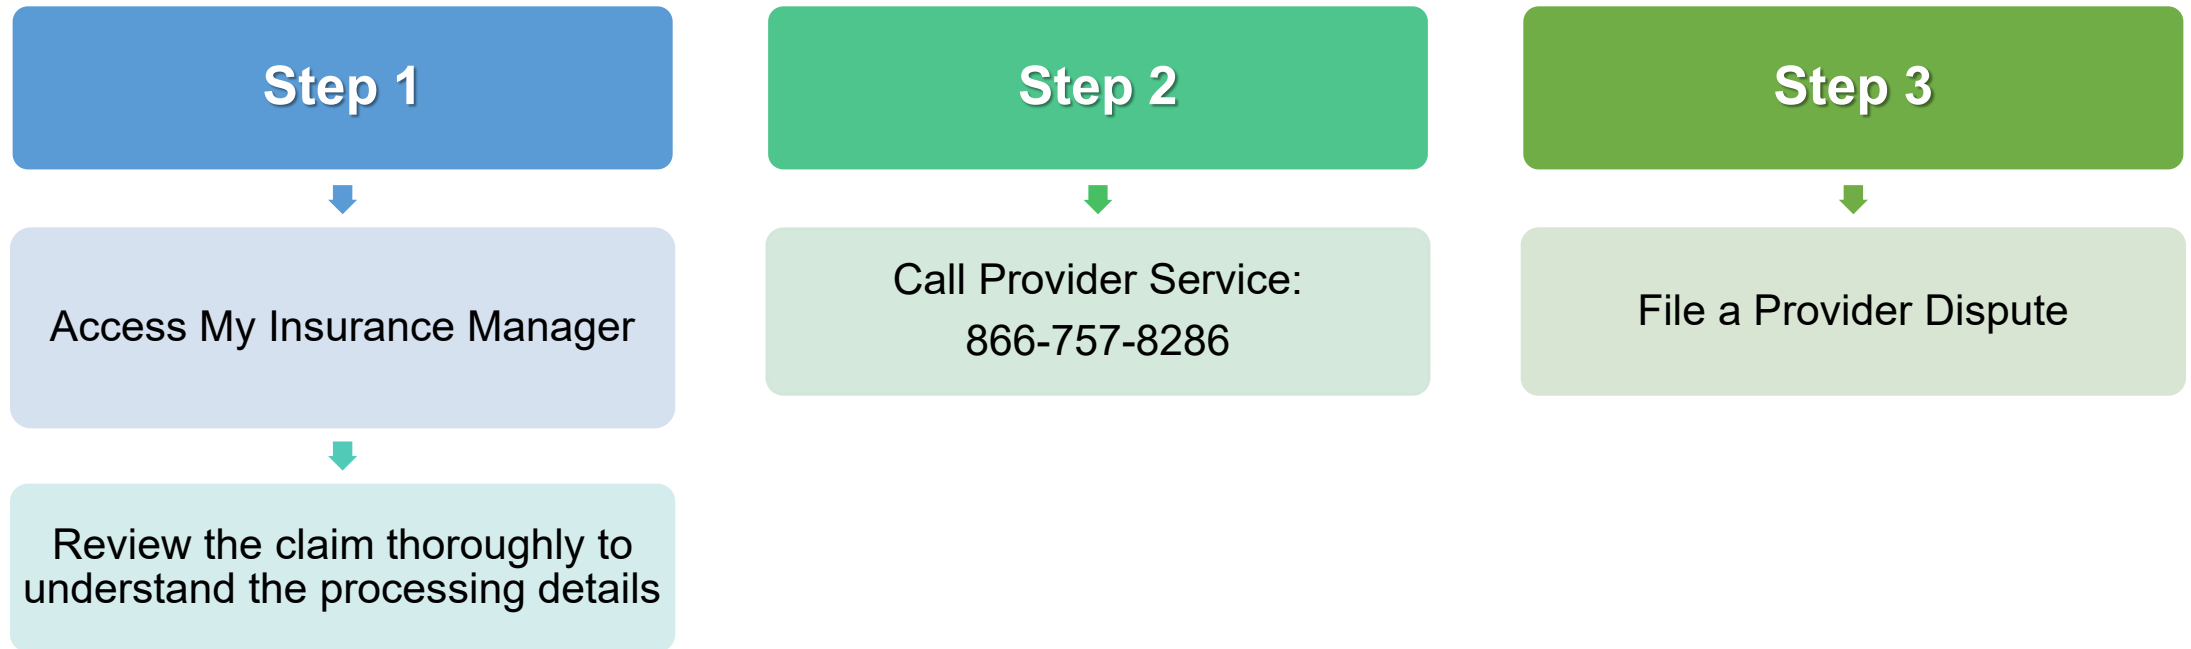 Step 1
Access My Insurance Manager
Review the claim thoroughly to
understand the processing details
Step 2
Call Provider Service:
866-757-8286
Step 3
File a Provider Dispute